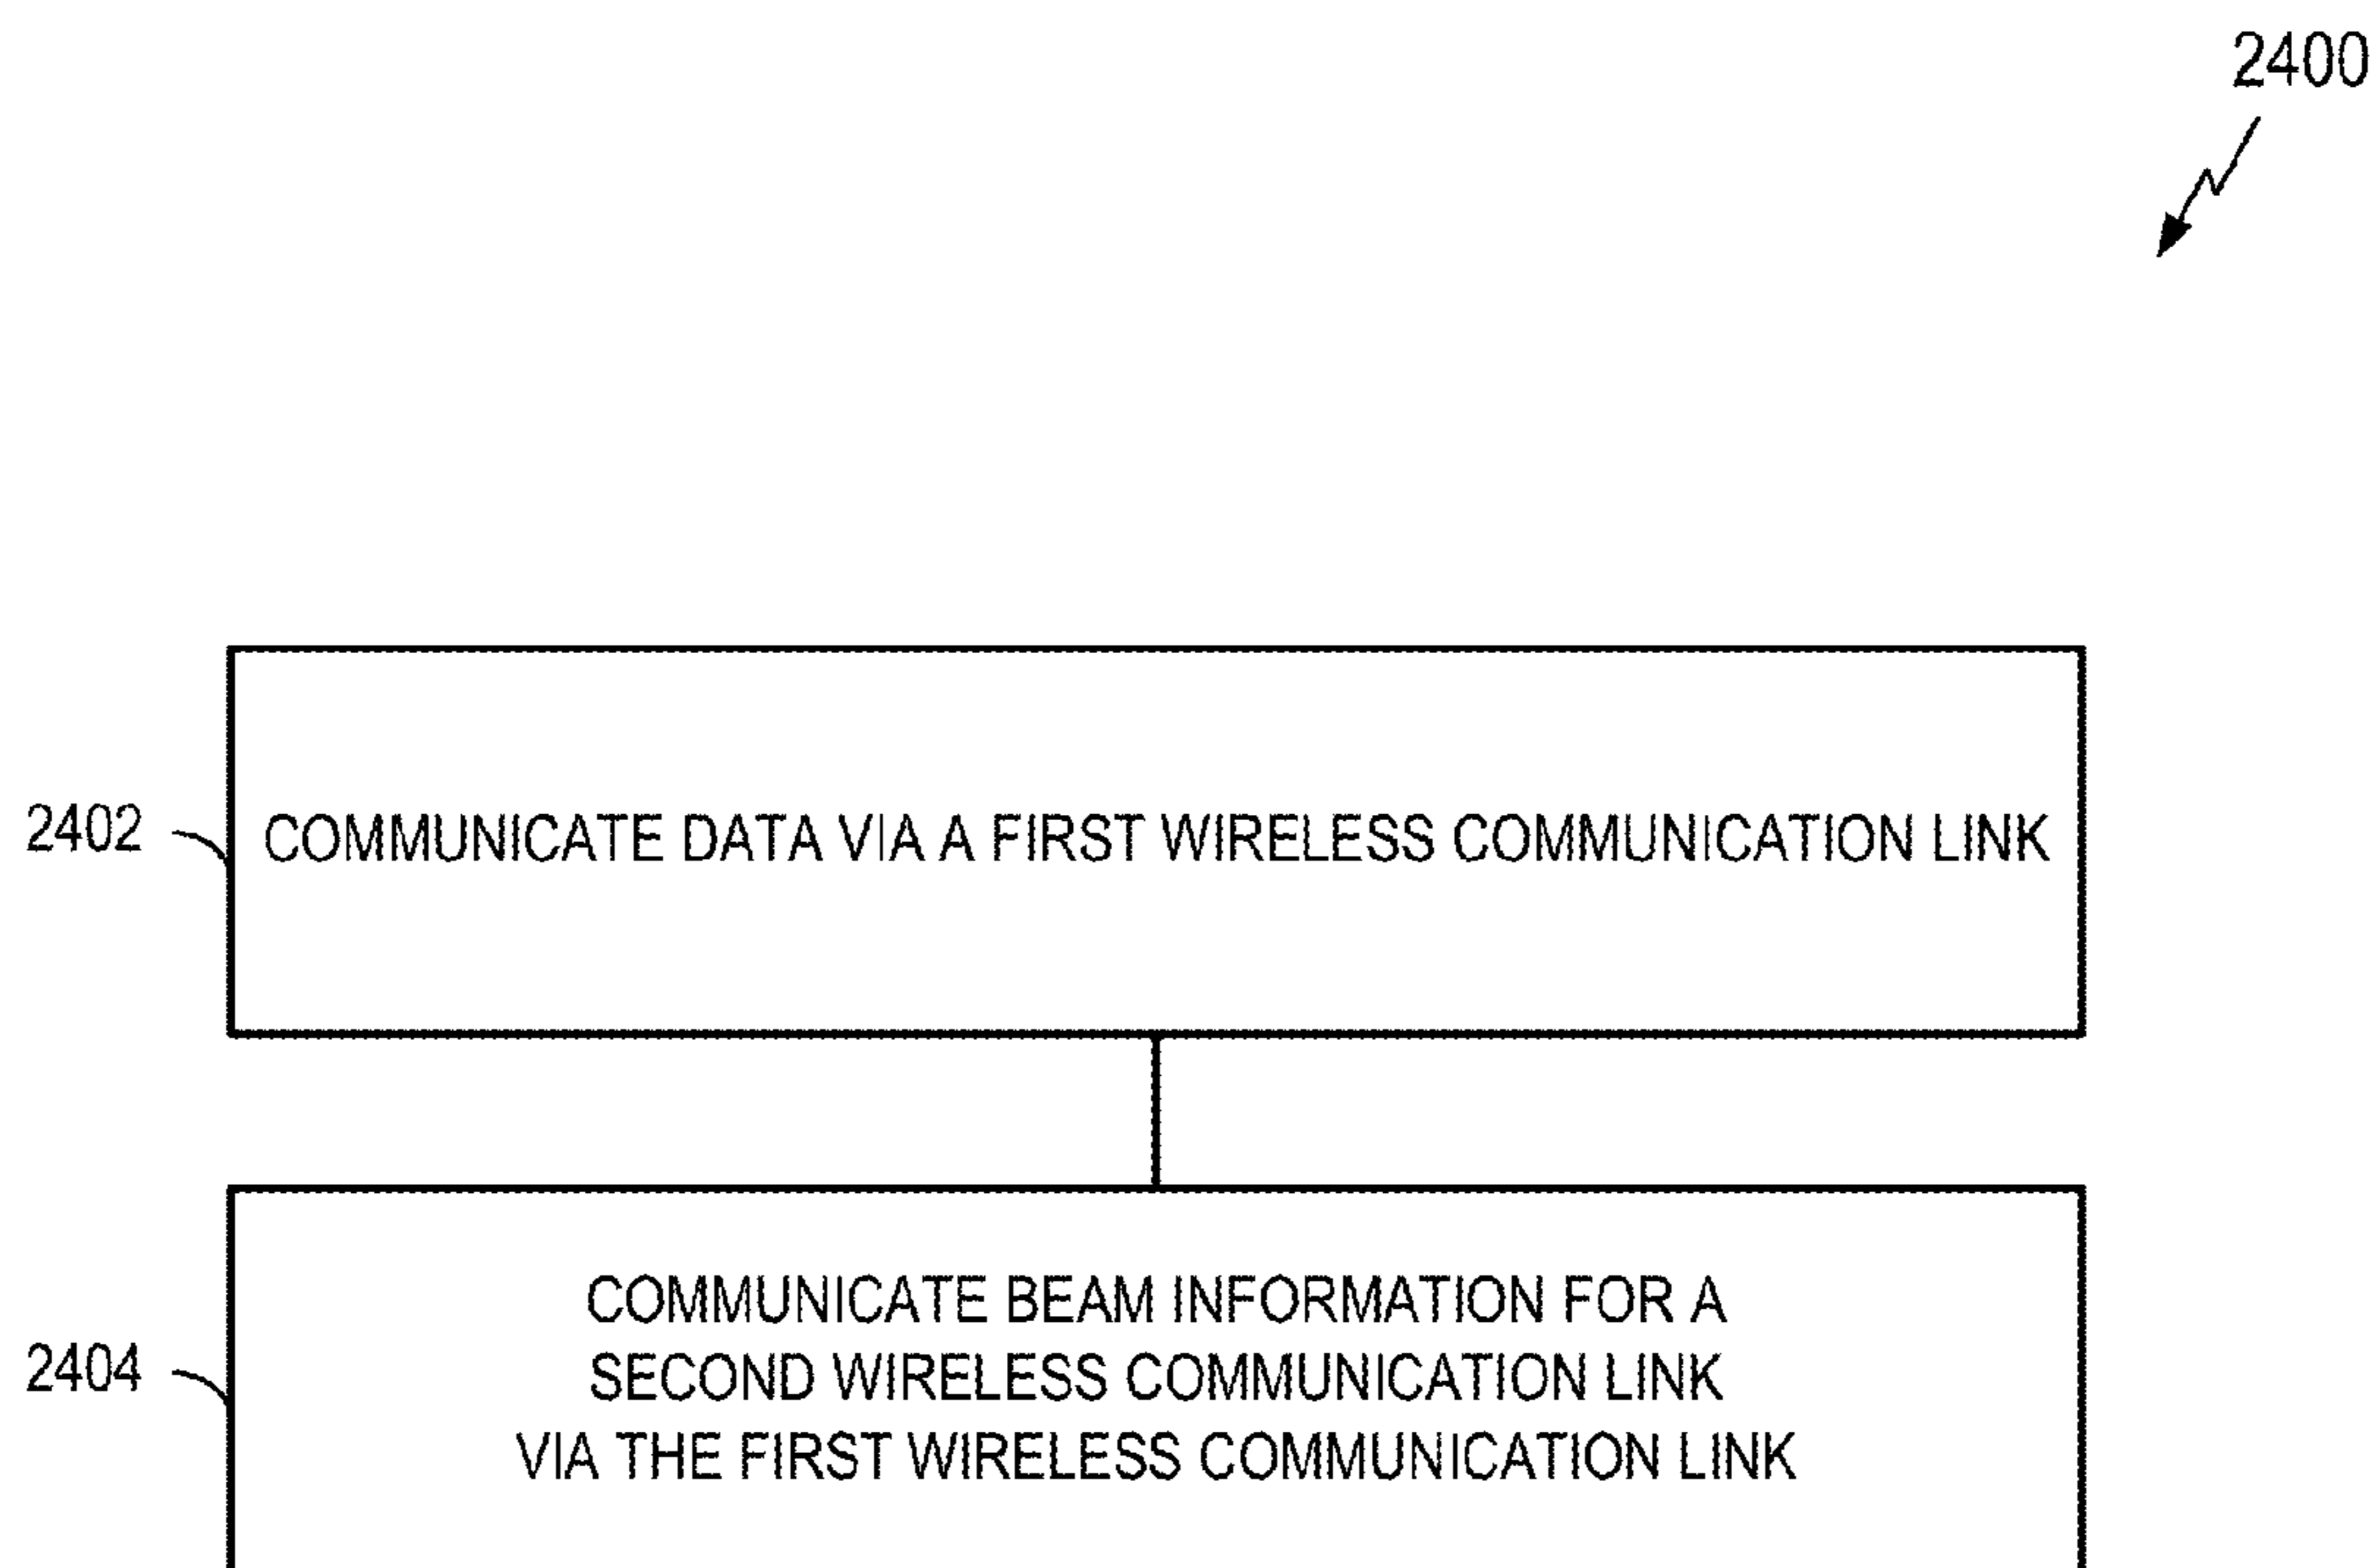 2400
2402
COMMUNICATE DATA VIA A FIRST WIRELESS COMMUNICATION LINK
2404
COMMUNICATE BEAM INFORMATION FOR A
SECOND WIRELESS COMMUNICATION LINK
VIA THE FIRST WIRELESS COMMUNICATION LINK